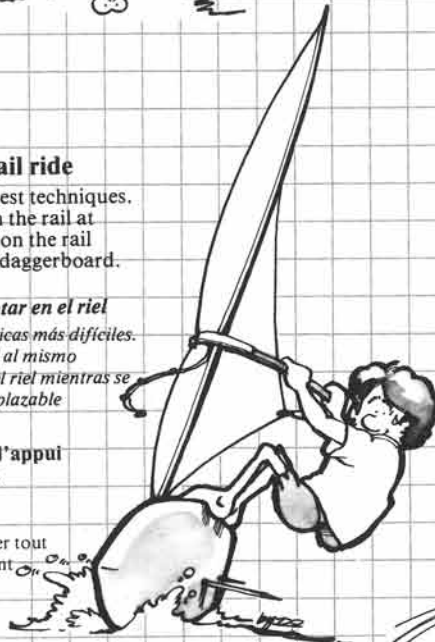 ail ride
est techniques.
the rail at
on the rail
daggerboard.
tar en el riel
icas más difíciles.
al mismo
l riel mientras se
plazable
l'appui
er tout
nt